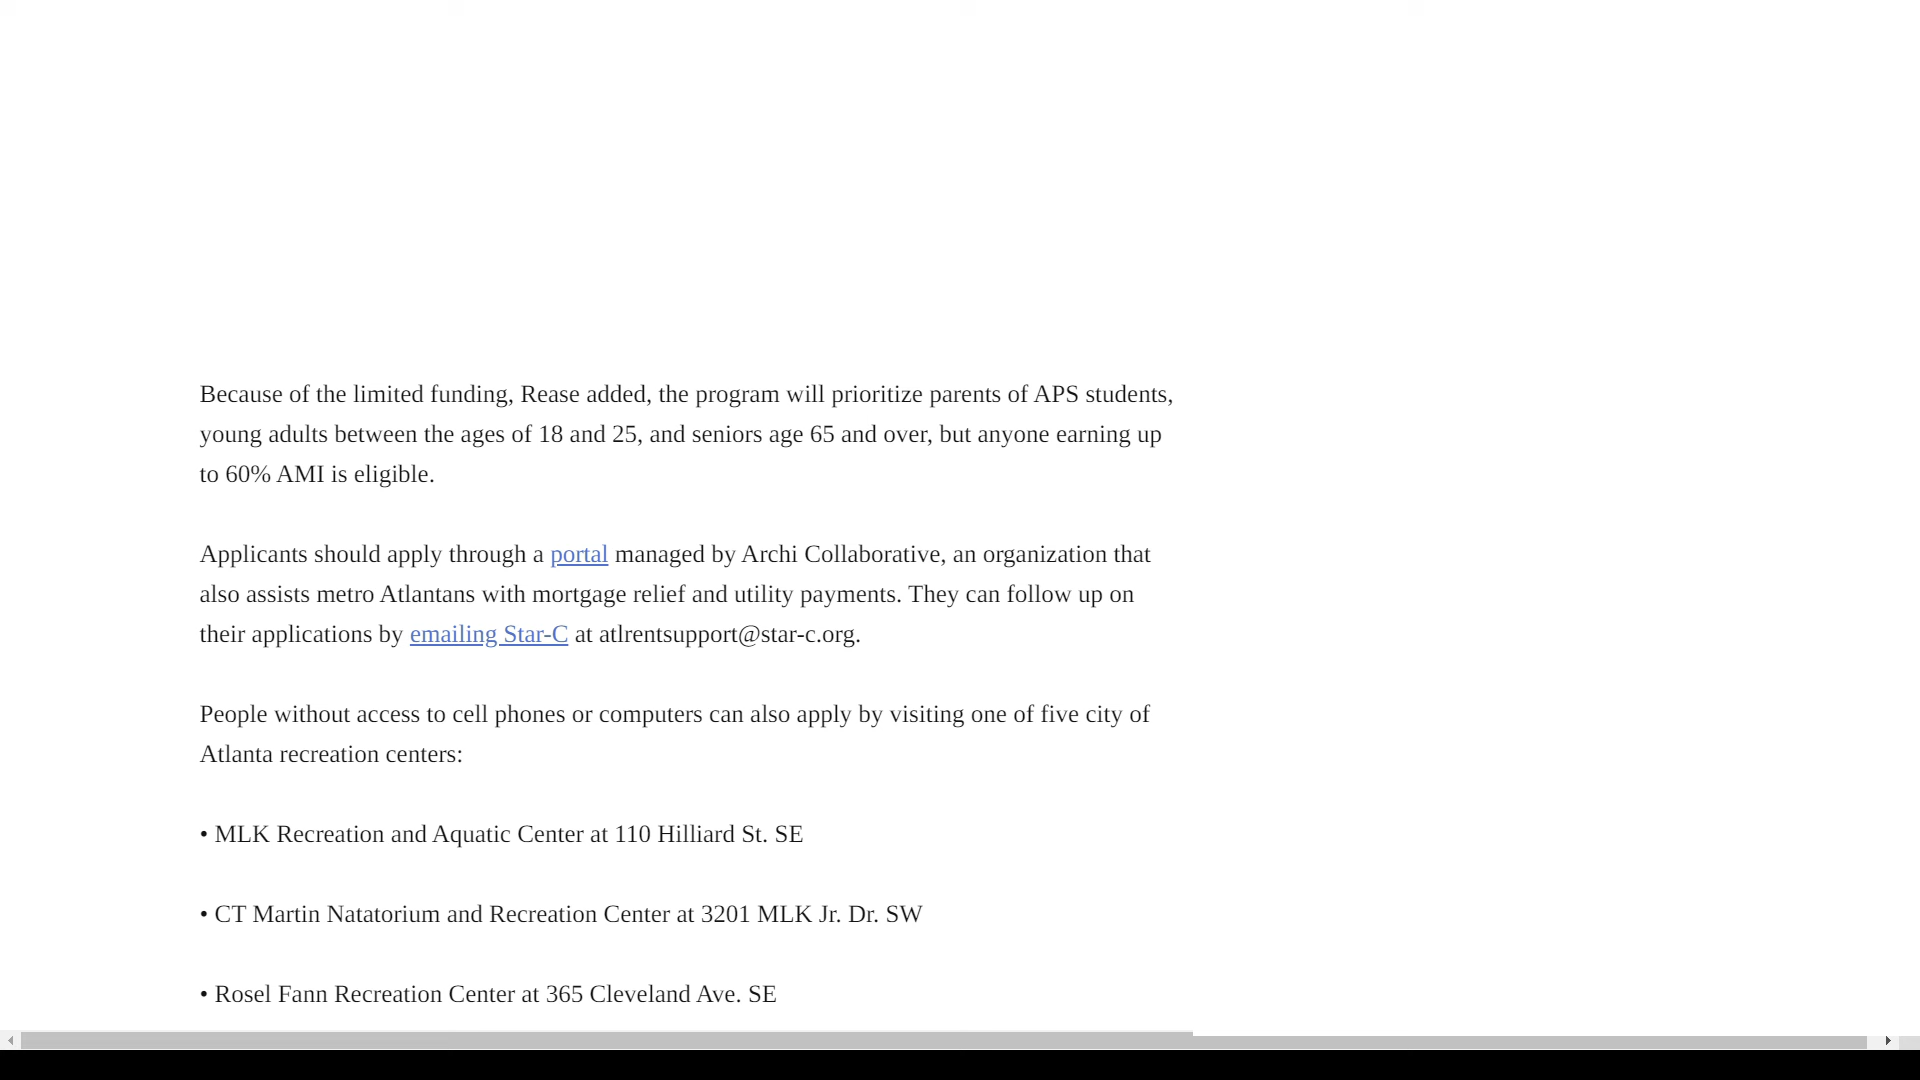 Because of the limited funding, Rease added, the program will prioritize parents of APS students,
young adults between the ages of 18 and 25, and seniors age 65 and over, but anyone earning up
to 60% AMI is eligible.
Applicants should apply through a portal managed by Archi Collaborative, an organization that
also assists metro Atlantans with mortgage relief and utility payments. They can follow up on
their applications by emailing Star-C at atlrentsupport@star-c.org.
People without access to cell phones or computers can also apply by visiting one of five city of
Atlanta recreation centers:
• MLK Recreation and Aquatic Center at 110 Hilliard St. SE
• CT Martin Natatorium and Recreation Center at 3201 MLK Jr. Dr. SW
• Rosel Fann Recreation Center at 365 Cleveland Ave. SE